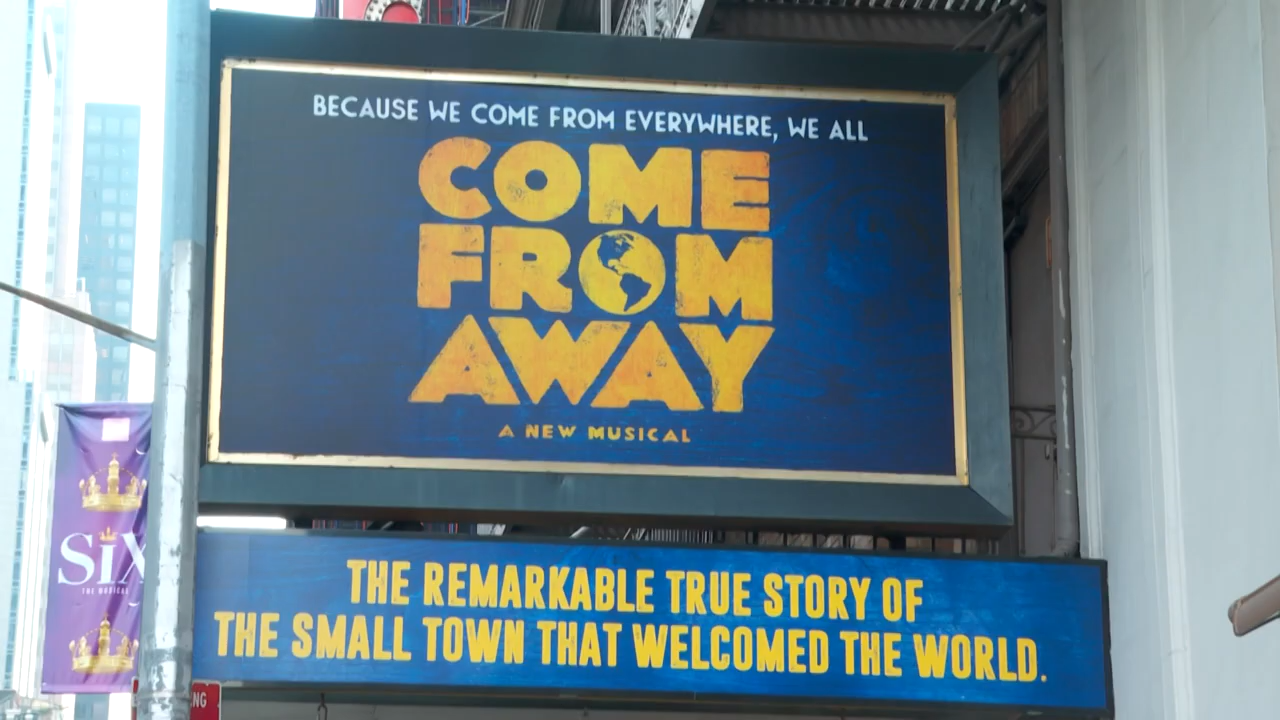 BECAUSE WE COME FROM EVERYWHERE, WE ALL
COME
FROM
AWAY
A NEW MUSICAL
THE REMARKABLE TRUE STORY OF
THE SMALL TOWN THAT WELCOMED THE WORLD.
SIX
THE MUSICAL
NG